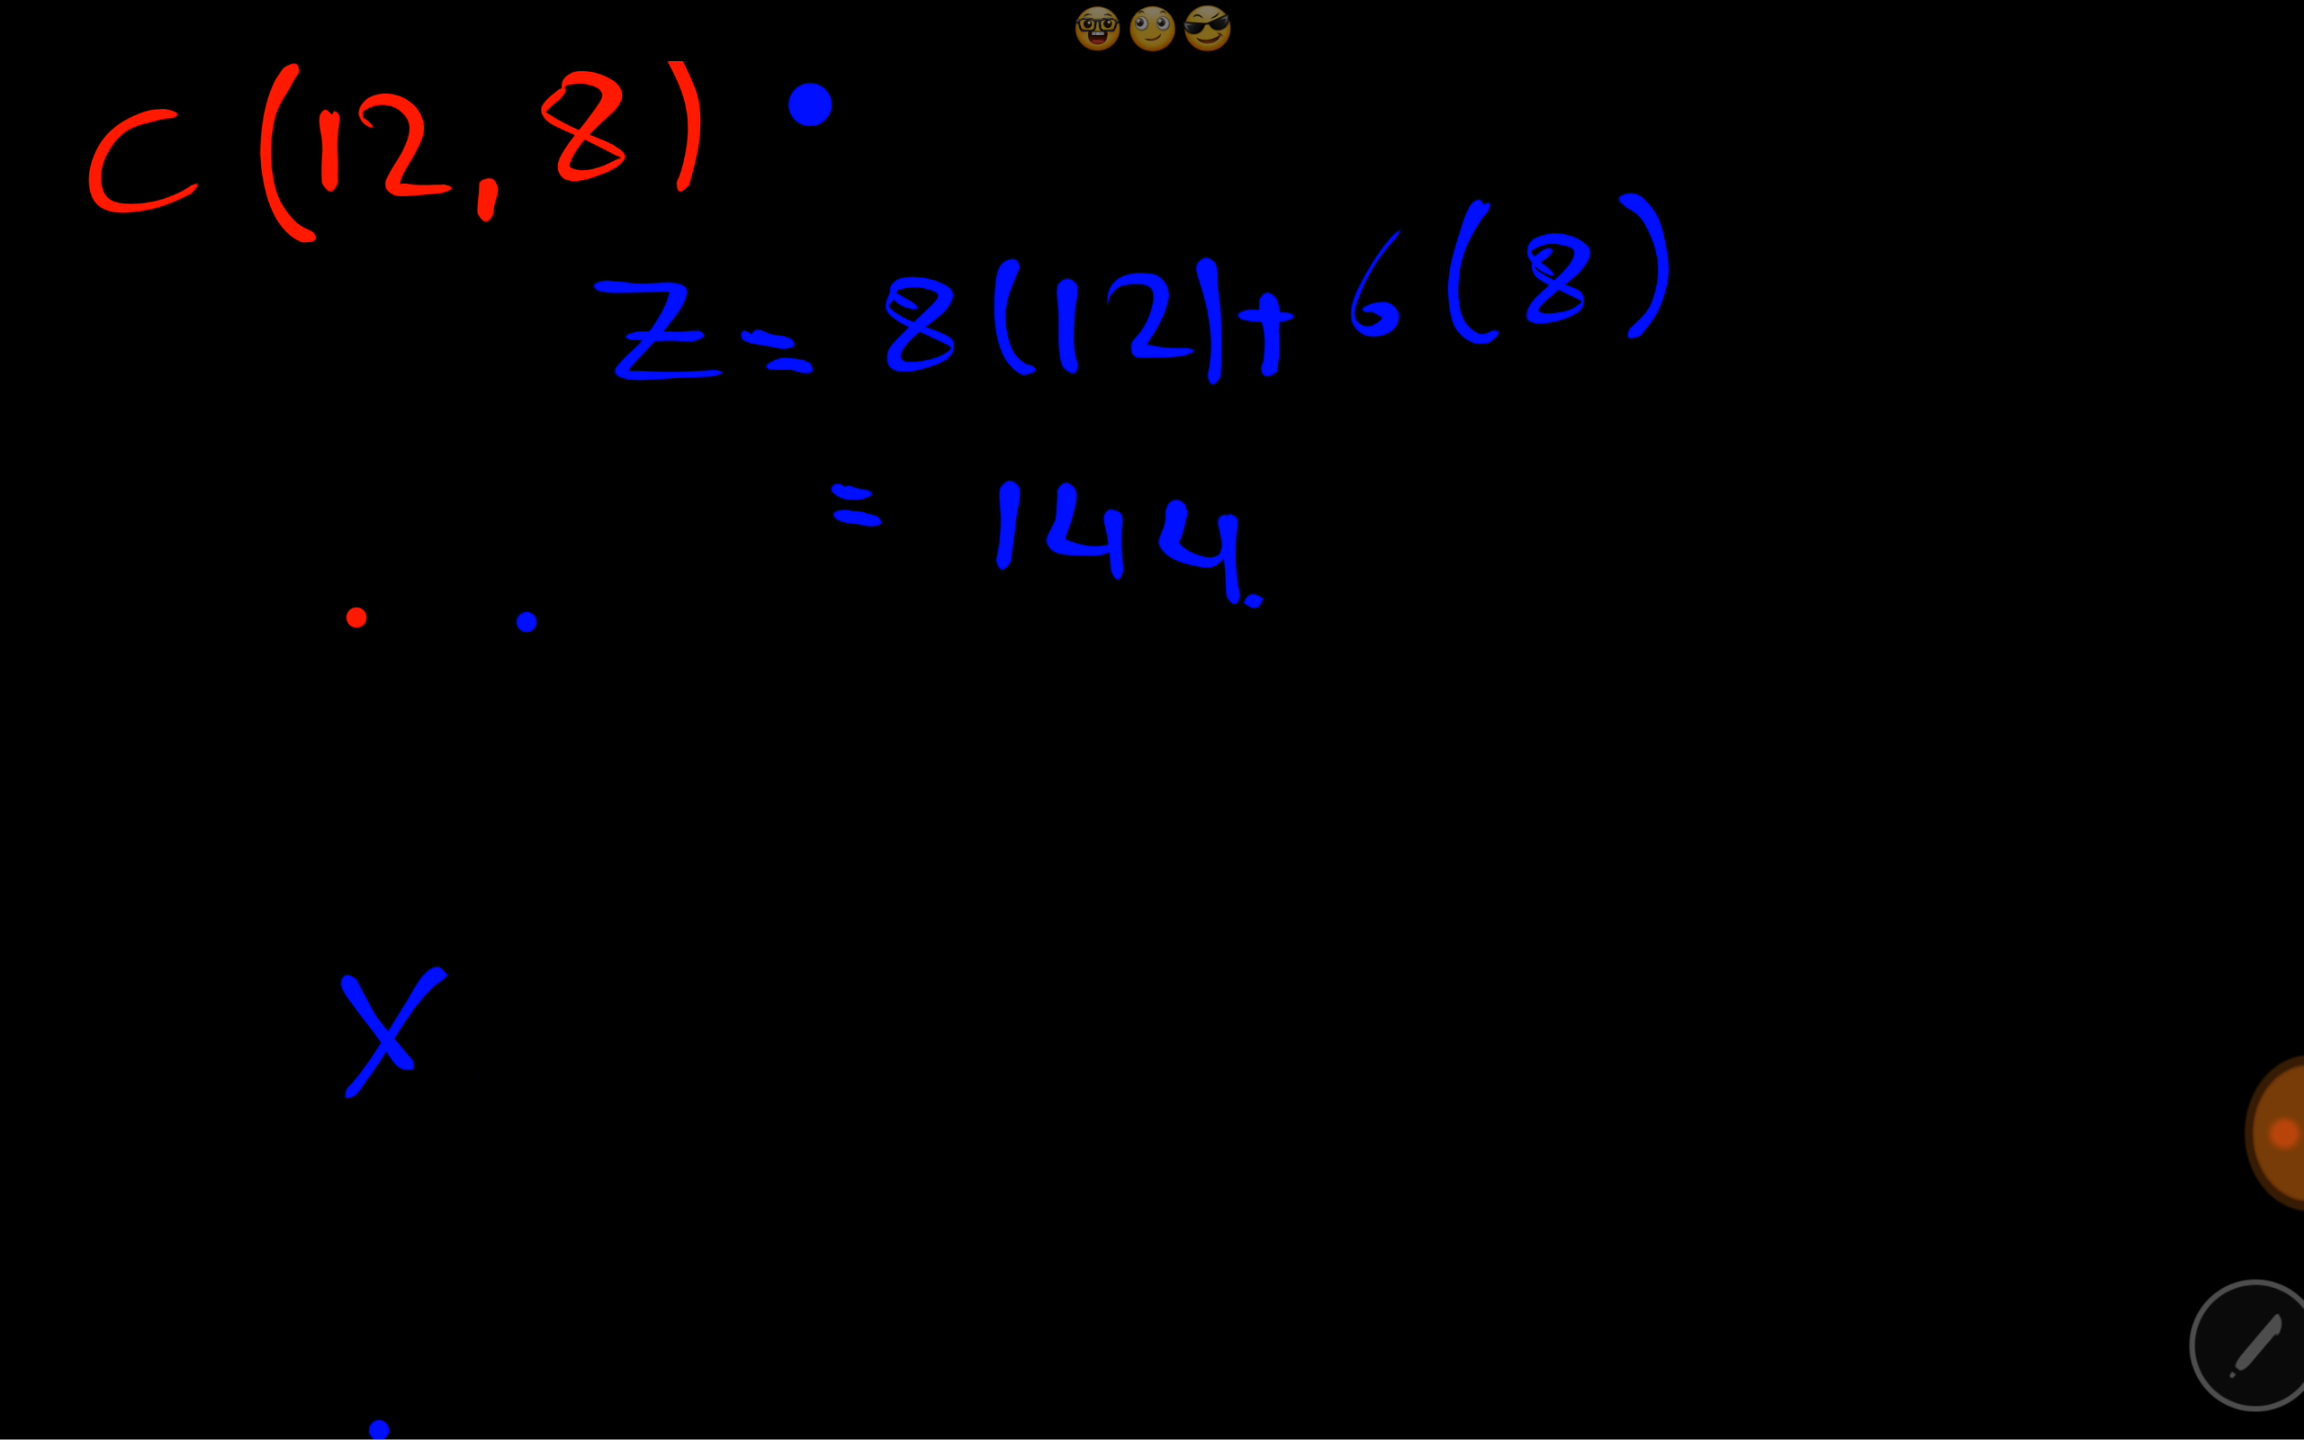 C (12, 8)
Z = 8(12)+ 6(8)
= 144.
X